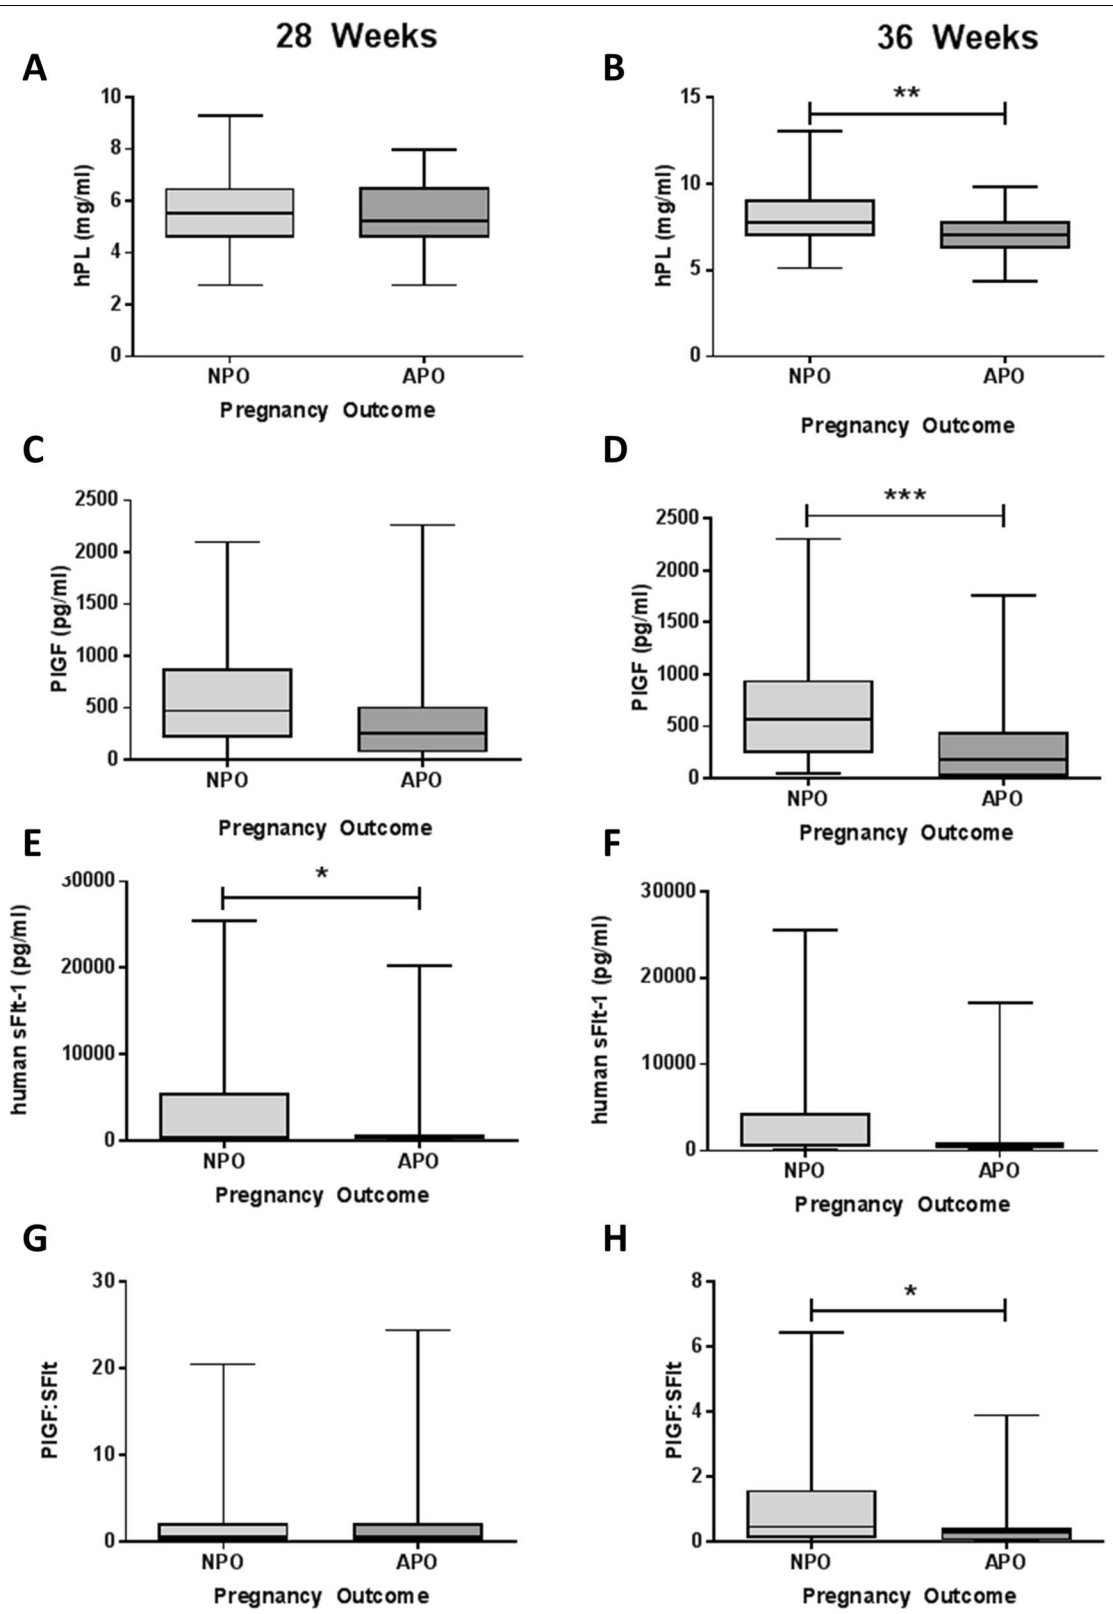 28 Weeks
36 Weeks
A
B
10
8
6
4
2
0
hPL (mg/ml)
NPO
APO
Pregnancy Outcome
15
10
5
0
hPL (mg/ml)
**
NPO
APO
Pregnancy Outcome
C
D
2500
2000
1500
1000
500
0
PlGF (pg/ml)
NPO
APO
Pregnancy Outcome
2500
2000
1500
1000
500
0
PlGF (pg/ml)
***
NPO
APO
Pregnancy Outcome
E
F
20000
10000
0
human sFlt-1 (pg/ml)
*
NPO
APO
Pregnancy Outcome
30000
20000
10000
0
human sFlt-1 (pg/ml)
NPO
APO
Pregnancy Outcome
G
H
30
20
10
0
PlGF:SFlt
NPO
APO
Pregnancy Outcome
8
6
4
2
0
PlGF:SFlt
*
NPO
APO
Pregnancy Outcome